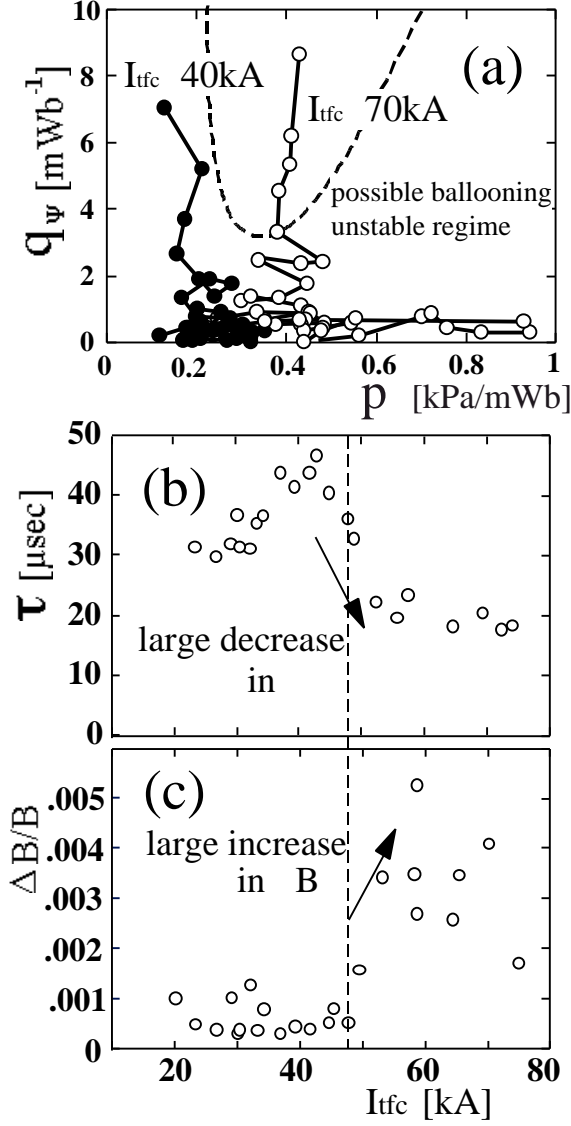 10
8
6
4
2
0
qΨ [mWb-1]
Itfc 40kA
Itfc 70kA
(a)
possible ballooning
unstable regime
0 0.2 0.4 0.6 0.8 1
p [kPa/mWb]
50
40
30
20
10
0
τ [μsec]
(b)
large decrease
in
.005
.004
.003
.002
.001
0
ΔB/B
(c)
large increase
in B
20 40 60 80
Itfc [kA]